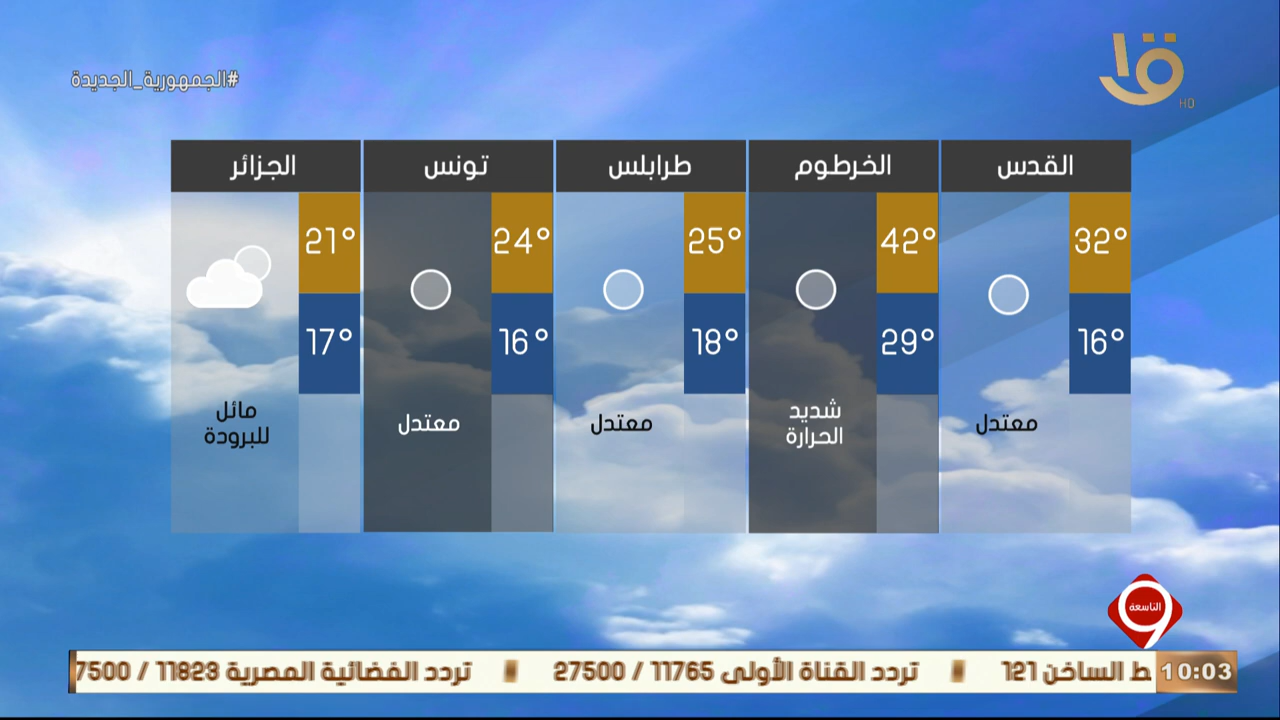 #الجمهورية_الجديدة
HD
القدس
32°
16°
معتدل
الخرطوم
42°
29°
شديد
الحرارة
طرابلس
25°
18°
معتدل
تونس
24°
16°
معتدل
الجزائر
21°
17°
مائل
للبرودة
التاسعة
9
10:03
ط الساخن 121 تردد القناة الأولى 11765 / 27500 تردد الفضائية المصرية 11823 / 7500